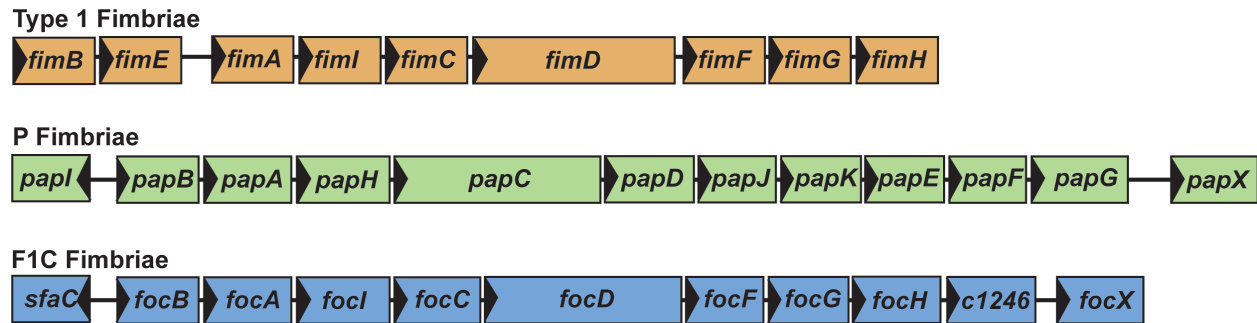 Type 1 Fimbriae
fimB fimE fimA fimI fimC fimD fimF fimG fimH
P Fimbriae
papI papB papA papH papC papD papJ papK papE papF papG papX
F1C Fimbriae
sfaC focB focA focI focC focD focF focG focH c1246 focX